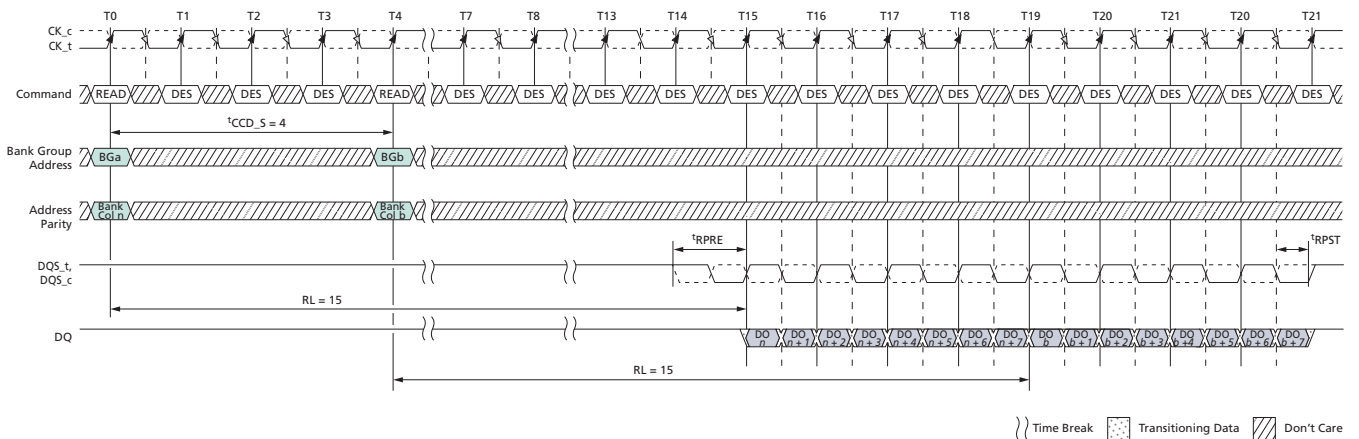 T0 T1 T2 T3 T4 T7 T8 T13 T14 T15 T16 T17 T18 T19 T20 T21 T20 T21
CK_c
CK_t
Command READ DES DES DES READ DES DES DES DES DES DES DES DES DES DES DES DES DES
tCCD_S = 4
Bank Group
Address
BGa BGb
Address
Parity
Bank
Col n
Bank
Col b
tRPRE tRPST
DQS_t,
DQS_c
RL = 15
DQ
DO
n
DO
n + 1
DO
n + 2
DO
n + 3
DO
n + 4
DO
n + 5
DO
n + 6
DO
n + 7
DO
b
DO
b + 1
DO
b + 2
DO
b + 3
DO
b + 4
DO
b + 5
DO
b + 6
DO
b + 7
RL = 15
Time Break Transitioning Data Don't Care